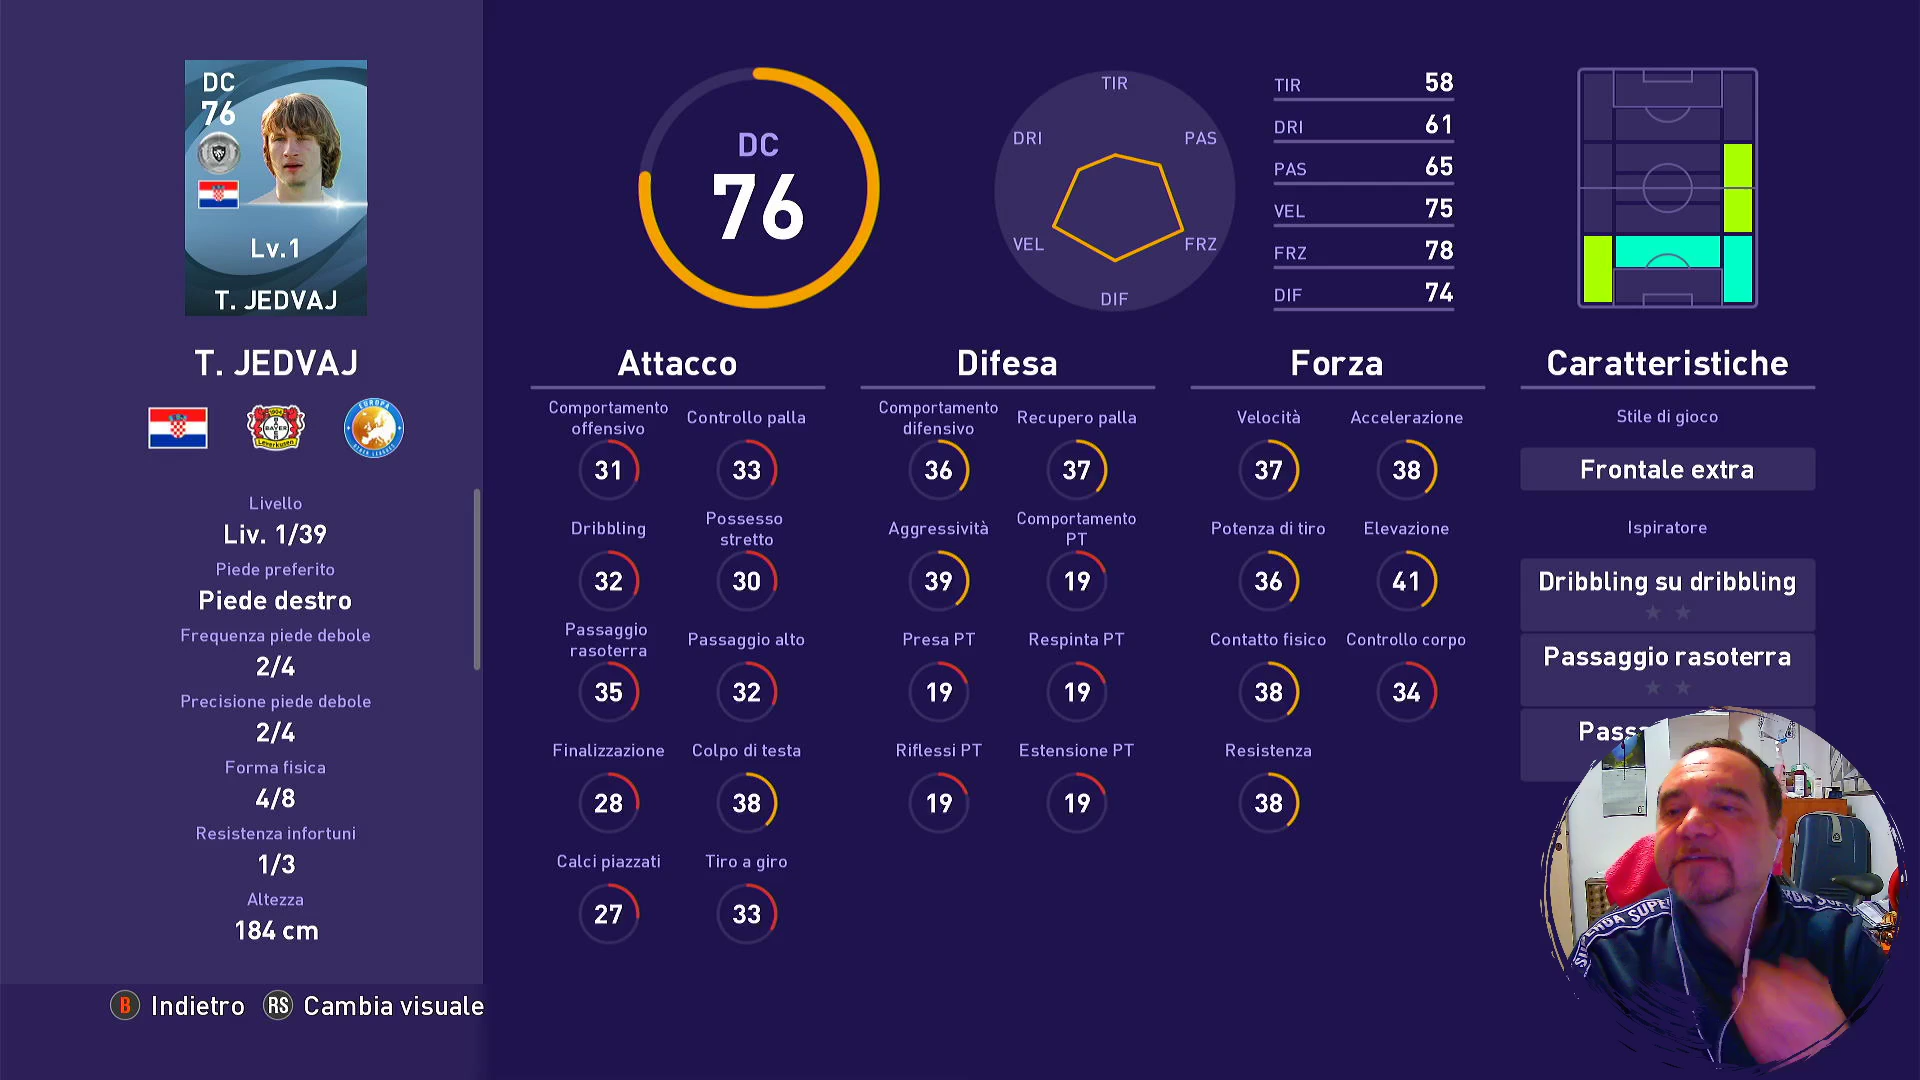 DC
76
Lv.1
T. JEDVAJ
T. JEDVAJ
Livello
Liv. 1/39
Piede preferito
Piede destro
Frequenza piede debole
2/4
Precisione piede debole
2/4
Forma fisica
4/8
Resistenza infortuni
1/3
Altezza
184 cm
DC
76
TIR
DRI
PAS
VEL
FRZ
DIF
TIR 58
DRI 61
PAS 65
VEL 75
FRZ 78
DIF 74
Attacco
Comportamento
offensivo
31
Controllo palla
33
Dribbling
32
Possesso
stretto
30
Passaggio
rasoterra
35
Passaggio alto
32
Finalizzazione
28
Colpo di testa
38
Calci piazzati
27
Tiro a giro
33
Difesa
Comportamento
difensivo
36
Recupero palla
37
Aggressività
39
Comportamento
PT
19
Presa PT
19
Respinta PT
19
Riflessi PT
19
Estensione PT
19
Forza
Velocità
37
Accelerazione
38
Potenza di tiro
36
Elevazione
41
Contatto fisico
38
Controllo corpo
34
Resistenza
38
Caratteristiche
Stile di gioco
Frontale extra
Ispiratore
Dribbling su dribbling
Passaggio rasoterra
B Indietro RS Cambia visuale